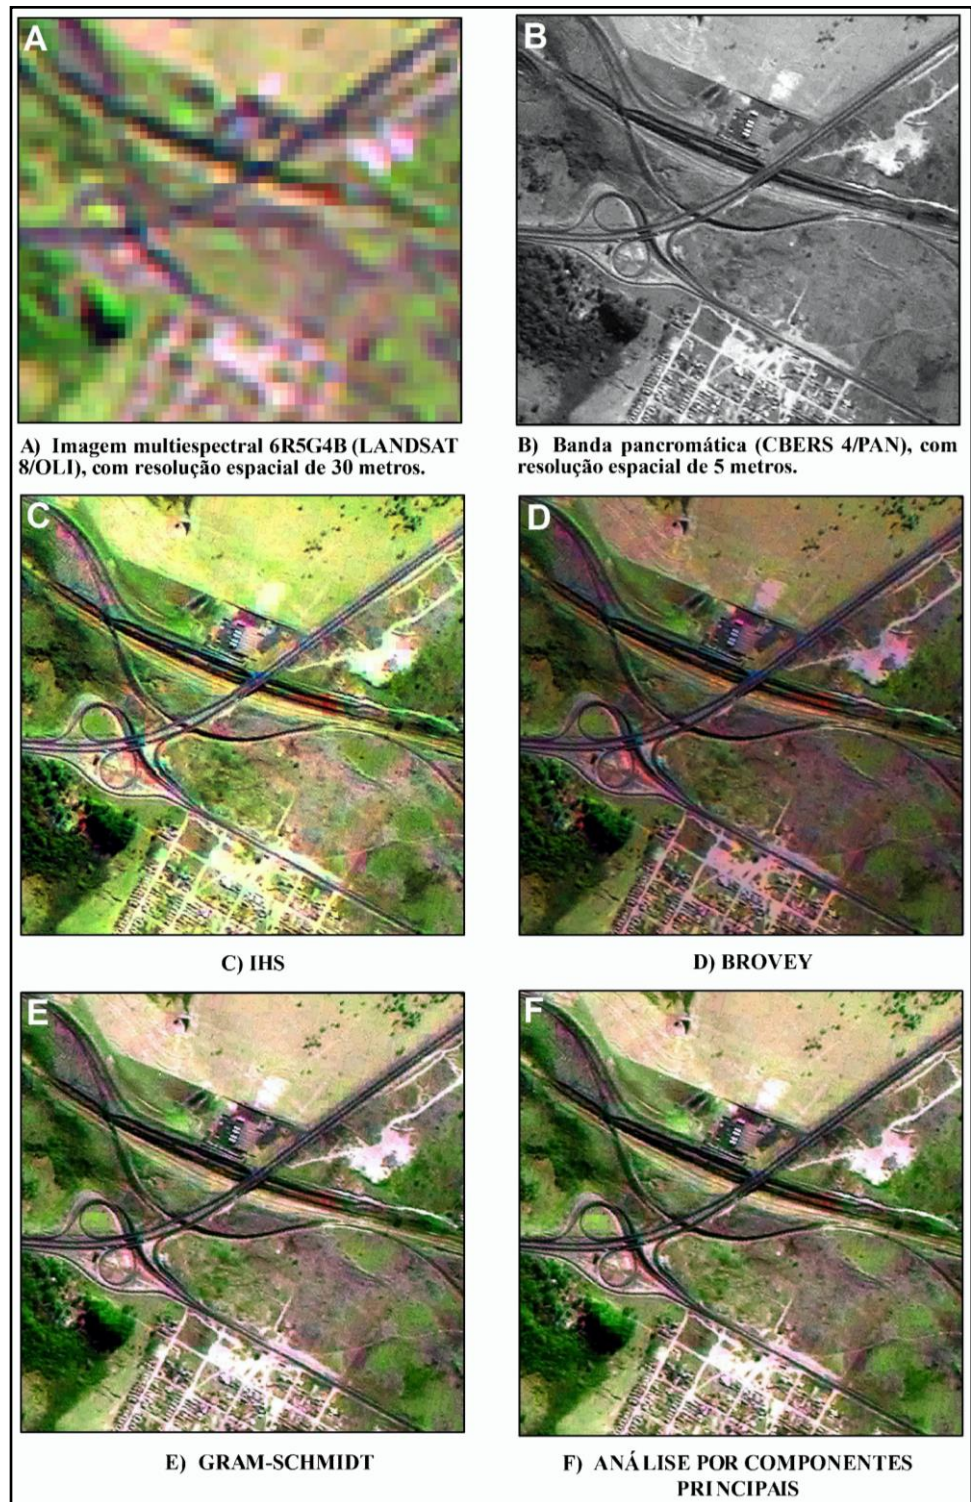 A
B
A) Imagem multiespectral 6R5G4B (LANDSAT
8/OLI), com resolução espacial de 30 metros.
B) Banda pancromática (CBERS 4/PAN), com
resolução espacial de 5 metros.
C
D
C) IHS
D) BROVEY
E
F
E) GRAM-SCHMIDT
F) ANÁLISE POR COMPONENTES
PRINCIPAIS